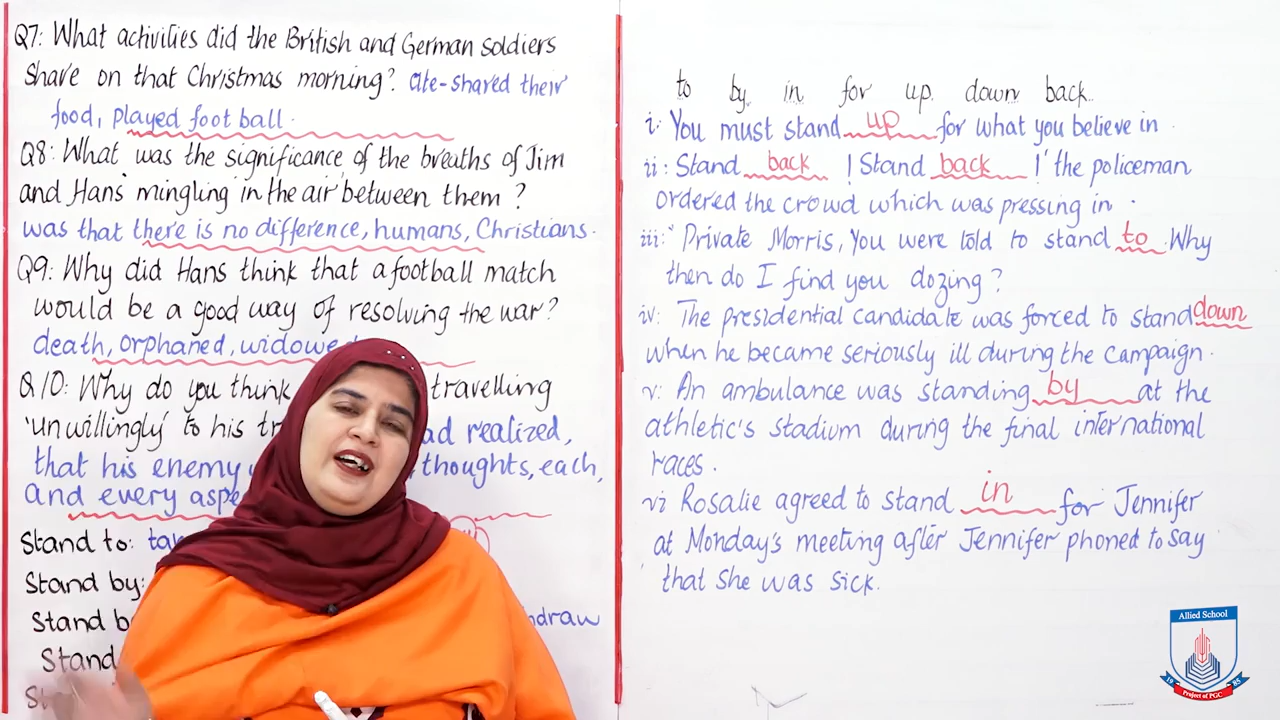 Q7: What activities did the British and German soldiers
share on that Christmas morning? ate-shared their
food, played football.
Q8: What was the significance of the breaths of Jim
and Hans mingling in the air between them?
was that there is no difference, humans, Christians.
Q9: Why did Hans think that a football match
would be a good way of resolving the war?
death, orphaned, widowed
Q10: Why do you think travelling
'unwillingly' to his realized,
that his enemy thoughts, each,
and every
Stand to:
Stand by:
Stand
Stand
to by in for up down back
i: You must stand up for what you believe in.
ii: Stand back ! Stand back !' the policeman
ordered the crowd which was pressing in.
iii:' Private Morris, You were told to stand to. Why
then do I find you dozing?
iv: The presidential candidate was forced to stand down
when he became seriously ill during the campaign.
v: An ambulance was standing by at the
athletic's stadium during the final international
races.
vi Rosalie agreed to stand in for Jennifer
at Monday's meeting after Jennifer phoned to say
that she was sick.
Allied School
19 85
Project of PGC